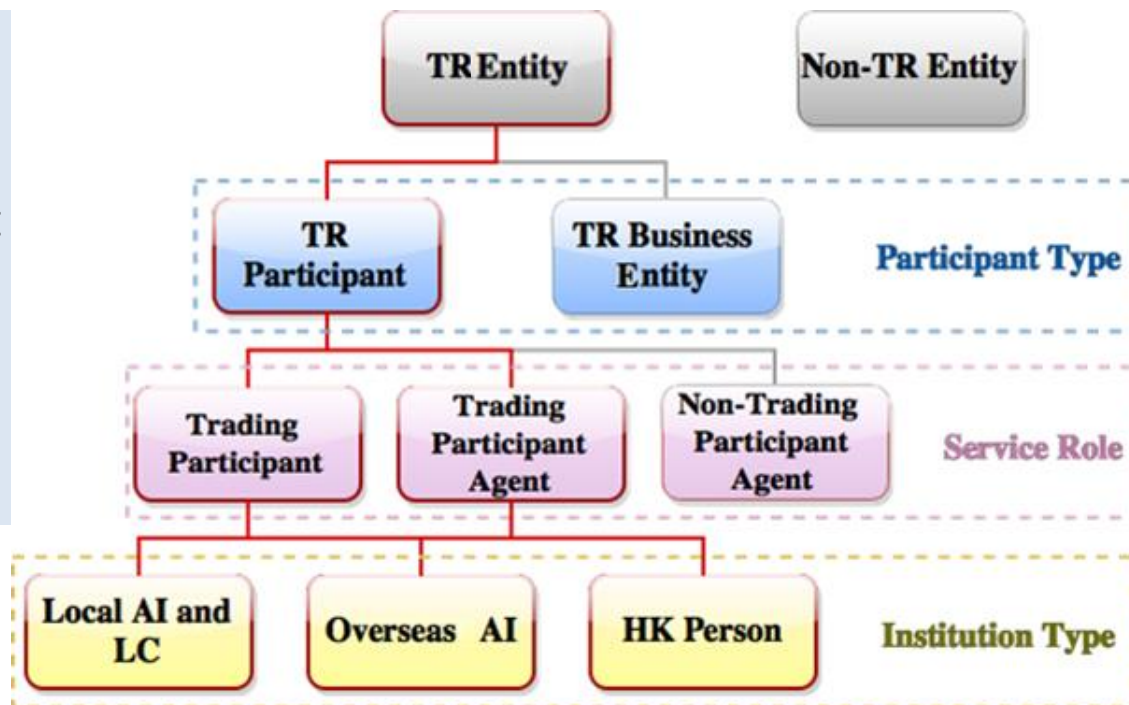 TR Entity
Non-TR Entity
TR
Participant
TR Business
Entity
Participant Type
Trading
Participant
Trading
Participant
Agent
Non-Trading
Participant
Agent
Service Role
Local AI and
LC
Overseas AI
HK Person
Institution Type